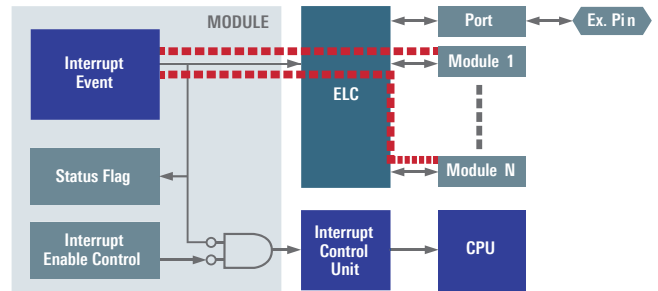 MODULE
Interrupt
Event
Status Flag
Interrupt
Enable Control
ELC
Interrupt
Control
Unit
Port
Ex. Pin
Module 1
Module N
CPU